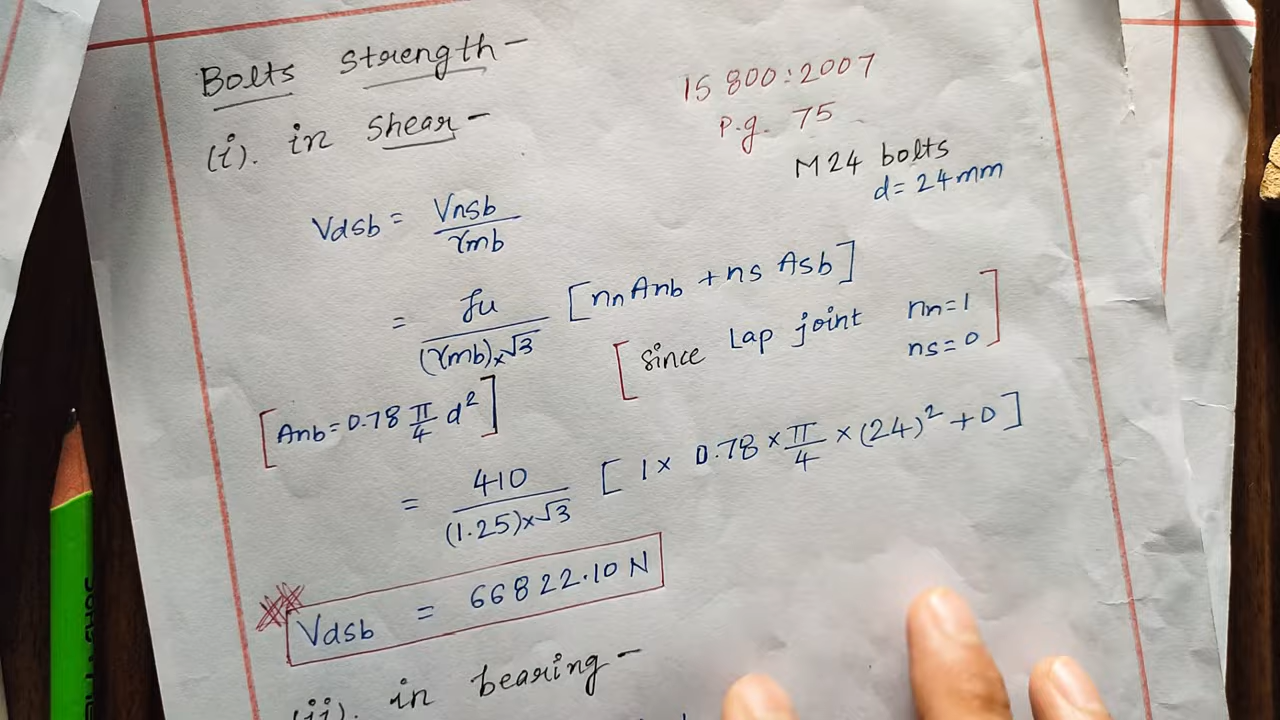 Bolts Strength-
IS 800:2007
P.g. 75
(i). in Shear-
M24 bolts
d = 24mm
Vdsb = Vnsb / γmb
= fu / (γmb)×√3 [nn Anb + ns Asb]
[since Lap joint nn=1
ns=0]
[Anb=0.78 π/4 d²]
= 410 / (1.25)×√3 [1× 0.78 × π/4 × (24)² + 0]
Vdsb = 66822.10 N
(ii). in bearing-